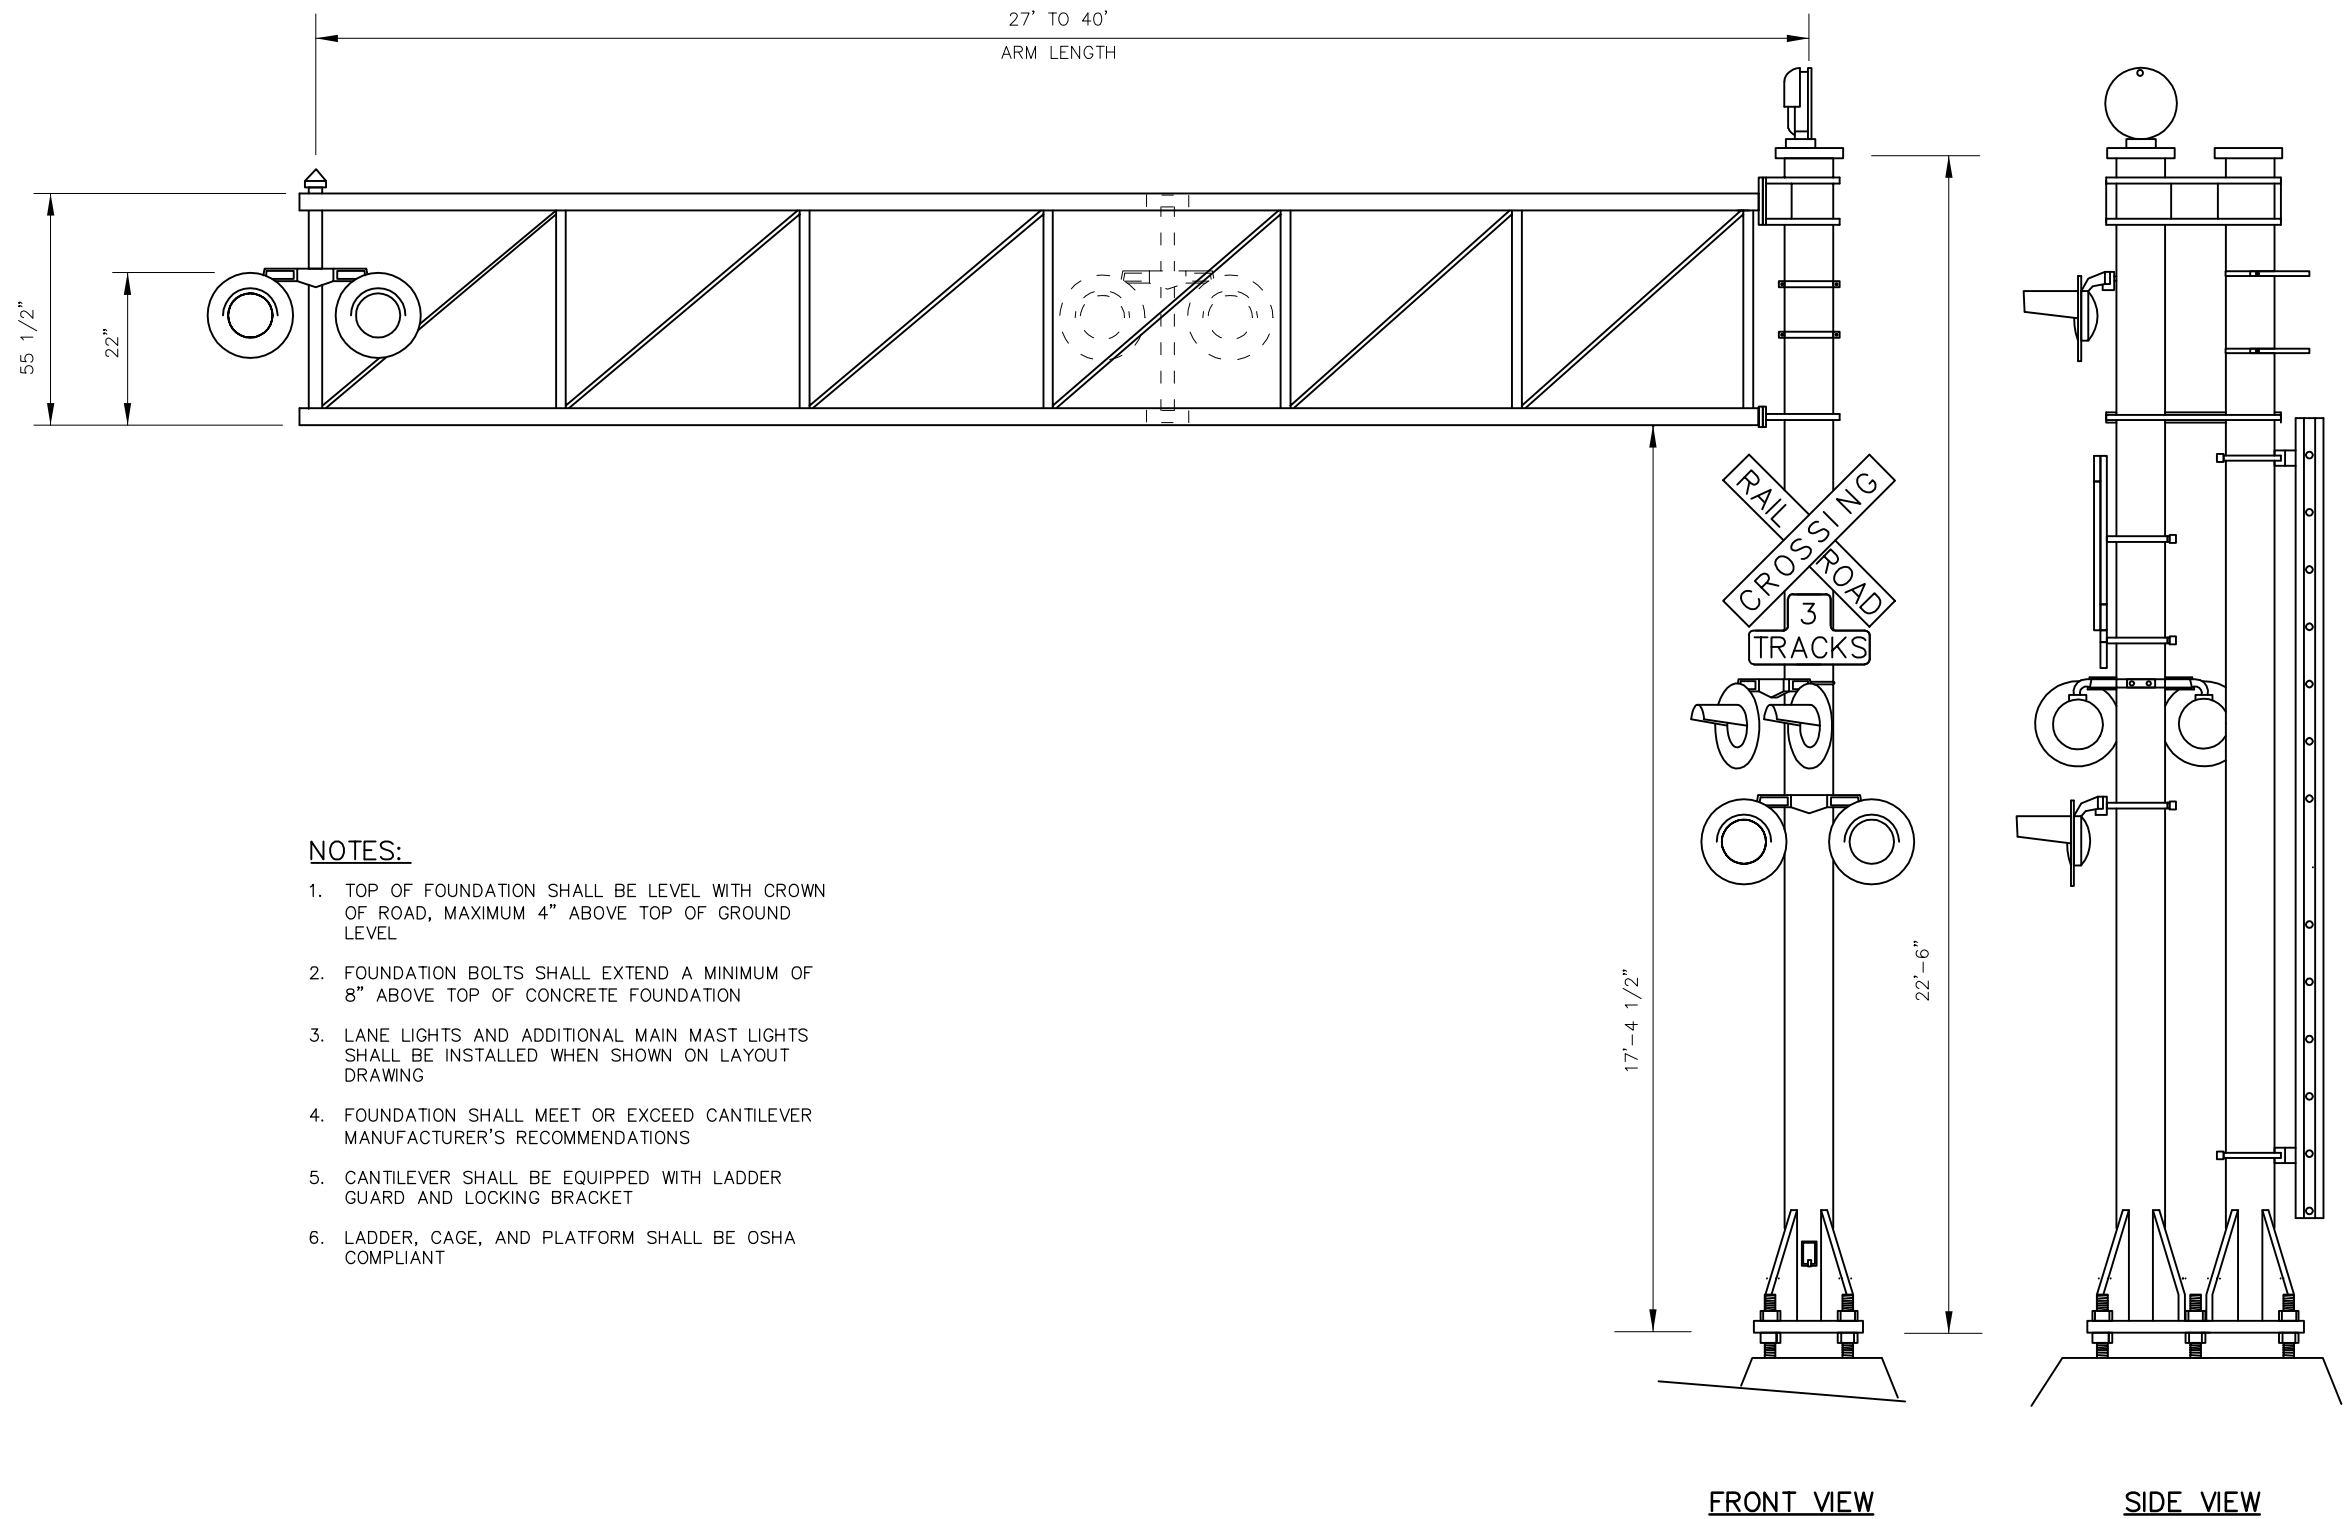 27' TO 40'
ARM LENGTH
55 1/2"
22"
RAIL ROAD
CROSSING
3
TRACKS
17'-4 1/2"
22'-6"
NOTES:
1. TOP OF FOUNDATION SHALL BE LEVEL WITH CROWN
OF ROAD, MAXIMUM 4" ABOVE TOP OF GROUND
LEVEL
2. FOUNDATION BOLTS SHALL EXTEND A MINIMUM OF
8" ABOVE TOP OF CONCRETE FOUNDATION
3. LANE LIGHTS AND ADDITIONAL MAIN MAST LIGHTS
SHALL BE INSTALLED WHEN SHOWN ON LAYOUT
DRAWING
4. FOUNDATION SHALL MEET OR EXCEED CANTILEVER
MANUFACTURER'S RECOMMENDATIONS
5. CANTILEVER SHALL BE EQUIPPED WITH LADDER
GUARD AND LOCKING BRACKET
6. LADDER, CAGE, AND PLATFORM SHALL BE OSHA
COMPLIANT
FRONT VIEW
SIDE VIEW